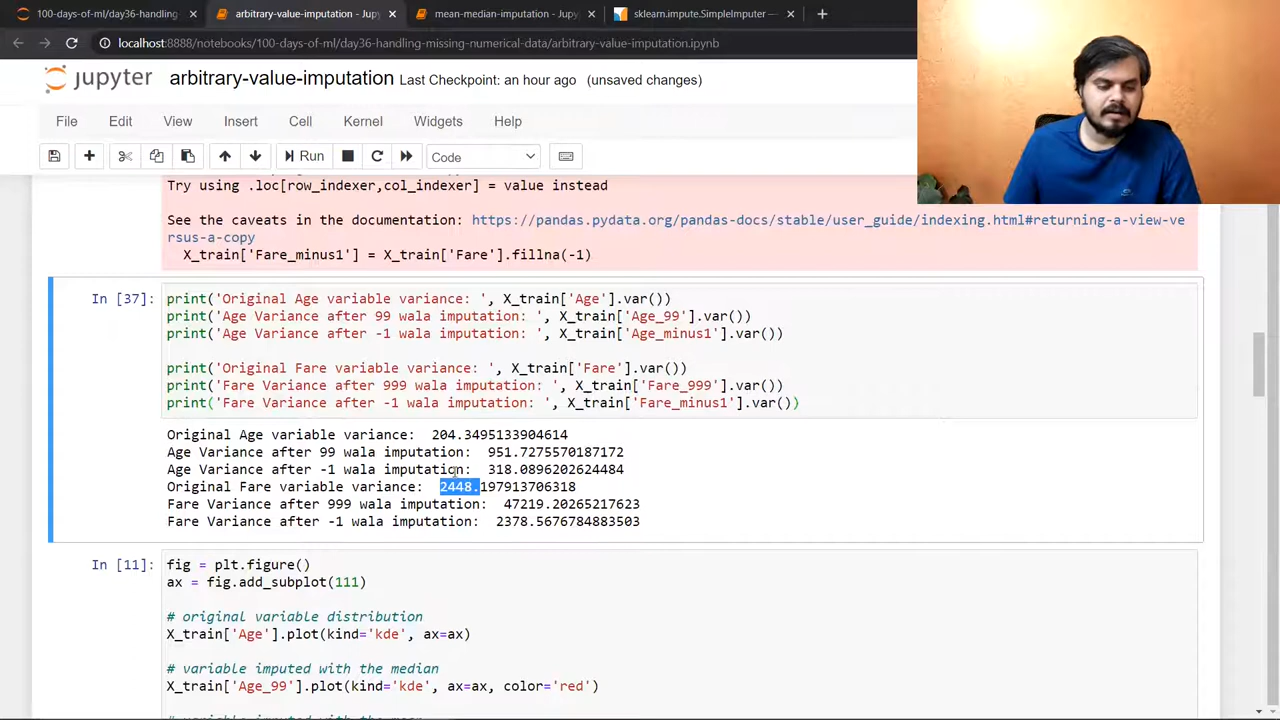 100-days-of-ml/day36-handling-
arbitrary-value-imputation - Jup
mean-median-imputation - Jupyt
sklearn.impute.SimpleImputer —
localhost:8888/notebooks/100-days-of-ml/day36-handling-missing-numerical-data/arbitrary-value-imputation.ipynb
jupyter arbitrary-value-imputation Last Checkpoint: an hour ago (unsaved changes)
File Edit View Insert Cell Kernel Widgets Help
Run Code
Try using .loc[row_indexer,col_indexer] = value instead
See the caveats in the documentation: https://pandas.pydata.org/pandas-docs/stable/user_guide/indexing.html#returning-a-view-ve
rsus-a-copy
X_train['Fare_minus1'] = X_train['Fare'].fillna(-1)
In [37]: print('Original Age variable variance: ', X_train['Age'].var())
print('Age Variance after 99 wala imputation: ', X_train['Age_99'].var())
print('Age Variance after -1 wala imputation: ', X_train['Age_minus1'].var())
print('Original Fare variable variance: ', X_train['Fare'].var())
print('Fare Variance after 999 wala imputation: ', X_train['Fare_999'].var())
print('Fare Variance after -1 wala imputation: ', X_train['Fare_minus1'].var())
Original Age variable variance: 204.3495133904614
Age Variance after 99 wala imputation: 951.7275570187172
Age Variance after -1 wala imputation: 318.0896202624484
Original Fare variable variance: 2448.197913706318
Fare Variance after 999 wala imputation: 47219.20265217623
Fare Variance after -1 wala imputation: 2378.5676784883503
In [11]: fig = plt.figure()
ax = fig.add_subplot(111)
# original variable distribution
X_train['Age'].plot(kind='kde', ax=ax)
# variable imputed with the median
X_train['Age_99'].plot(kind='kde', ax=ax, color='red')
# variable imputed with the mean